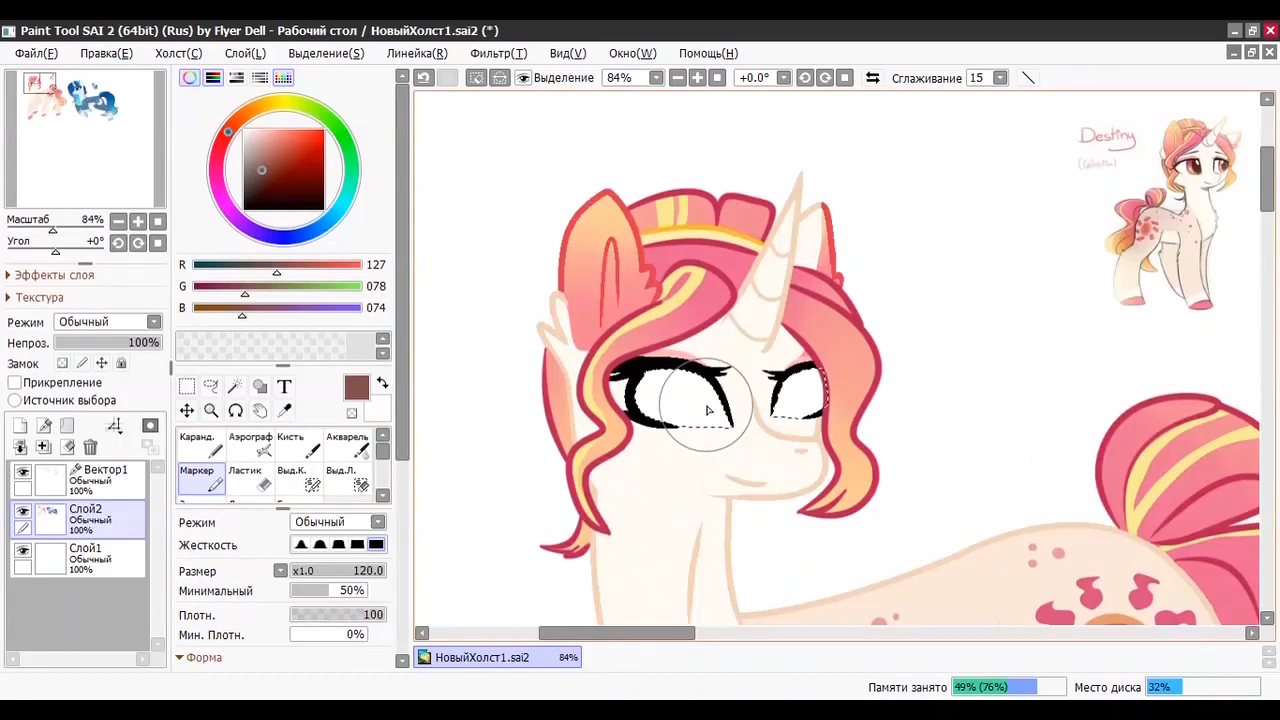 Paint Tool SAI 2 (64bit) (Rus) by Flyer Dell - Рабочий стол / НовыйХолст1.sai2 (*)
Файл(F) Правка(E) Холст(C) Слой(L) Выделение(S) Линейка(R) Фильтр(T) Вид(V) Окно(W) Помощь(H)
Выделение 84% +0.0° Сглаживание 15
Масштаб 84%
Угол +0°
Эффекты слоя
Текстура
Режим Обычный
Непроз. 100%
Замок
Прикрепление
Источник выбора
Вектор1
Обычный
100%
Слой2
Обычный
100%
Слой1
Обычный
100%
R 127
G 078
B 074
T
Каранд. Аэрограф Кисть Акварель
Маркер Ластик Выд.К. Выд.Л.
Режим Обычный
Жесткость
Размер x1.0 120.0
Минимальный 50%
Плотн. 100
Мин. Плотн. 0%
Форма
Destiny
НовыйХолст1.sai2 84%
Памяти занято 49% (76%) Место диска 32%